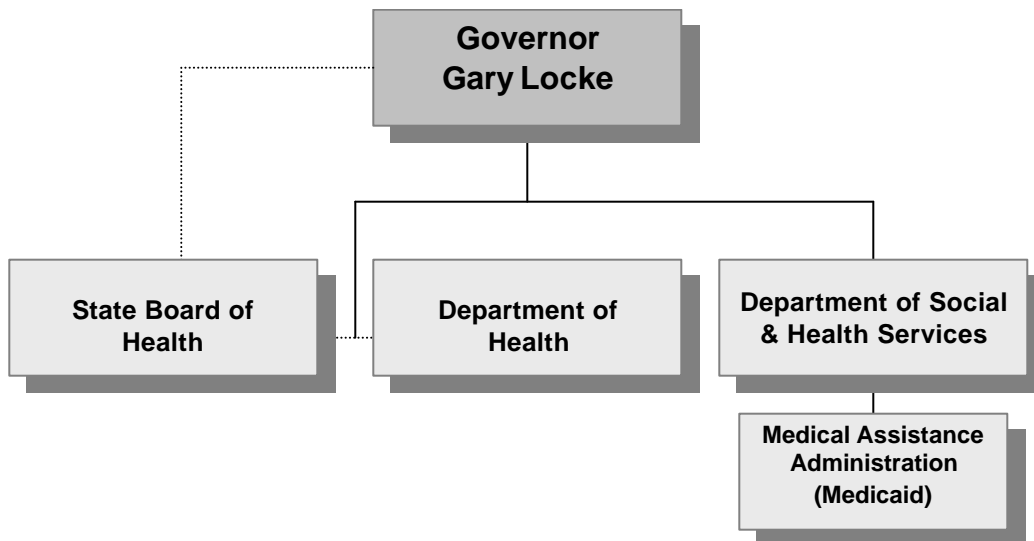 Governor
Gary Locke
State Board of
Health
Department of
Health
Department of Social
& Health Services
Medical Assistance
Administration
(Medicaid)